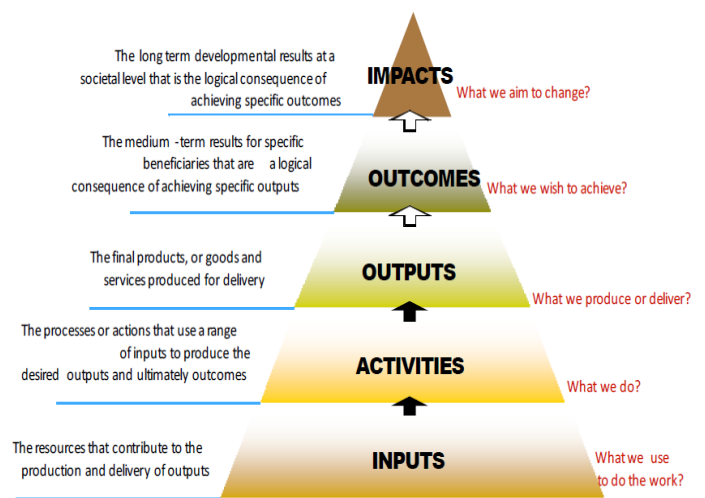 The long term developmental results at a
societal level that is the logical consequence of
achieving specific outcomes
IMPACTS
What we aim to change?
The medium -term results for specific
beneficiaries that are a logical
consequence of achieving specific outputs
OUTCOMES
What we wish to achieve?
The final products, or goods and
services produced for delivery
OUTPUTS
What we produce or deliver?
The processes or actions that use a range
of inputs to produce the
desired outputs and ultimately outcomes
ACTIVITIES
What we do?
The resources that contribute to the
production and delivery of outputs
INPUTS
What we use
to do the work?